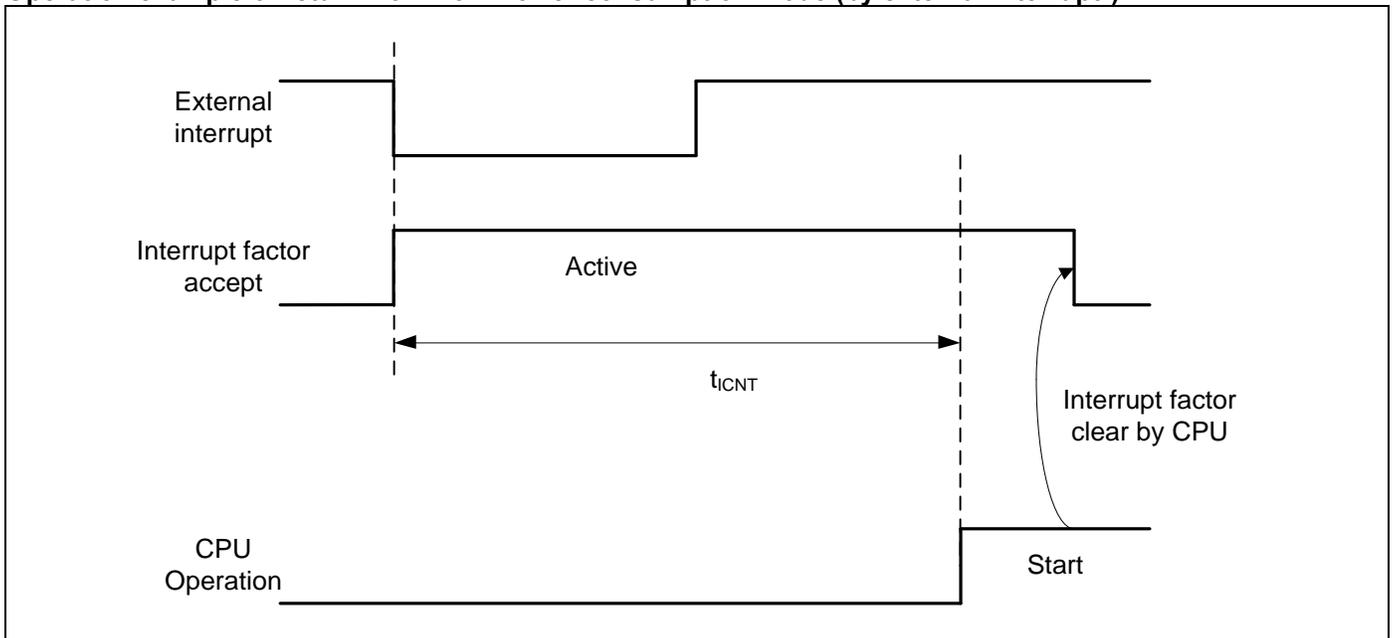 External
interrupt
Interrupt factor
accept
Active
tICNT
Interrupt factor
clear by CPU
CPU
Operation
Start